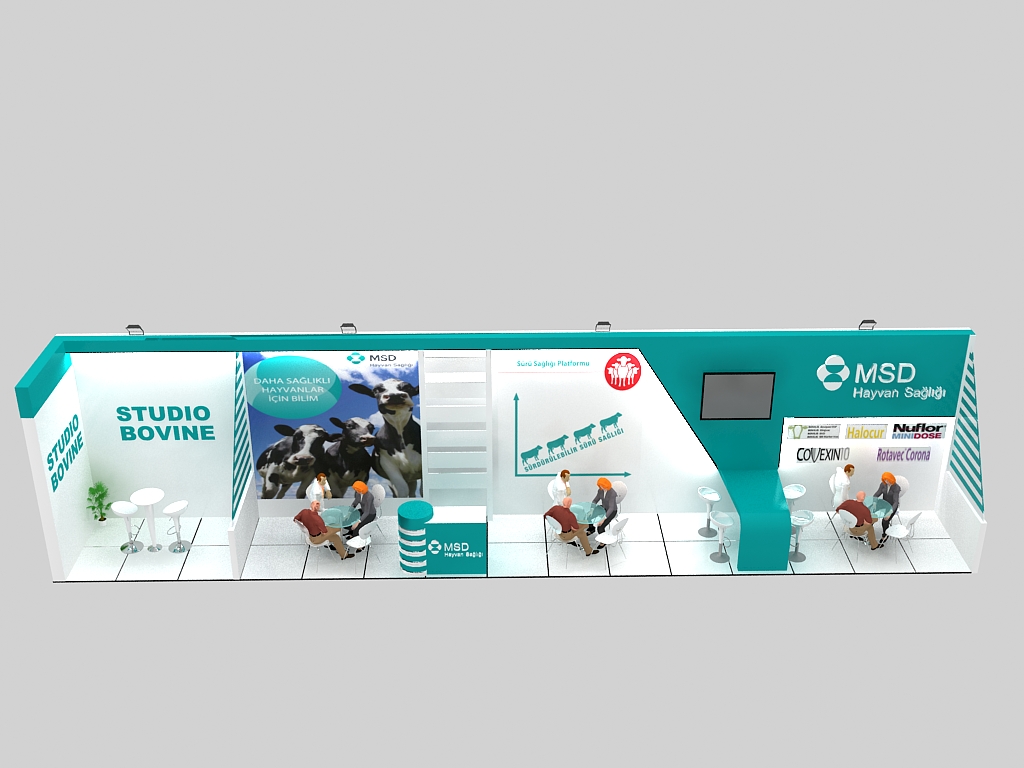 STUDIO
BOVINE
STUDIO
BOVINE
DAHA SAĞLIKLI
HAYVANLAR
İÇİN BİLİM
MSD
Hayvan Sağlığı
MSD
Hayvan Sağlığı
Sürü Sağlığı Platformu
SÜRDÜRÜLEBİLİR SÜRÜ SAĞLIĞI
MSD
Hayvan Sağlığı
Halocur
Nuflor
MINIDOSE
COVEXIN10
Rotavec Corona